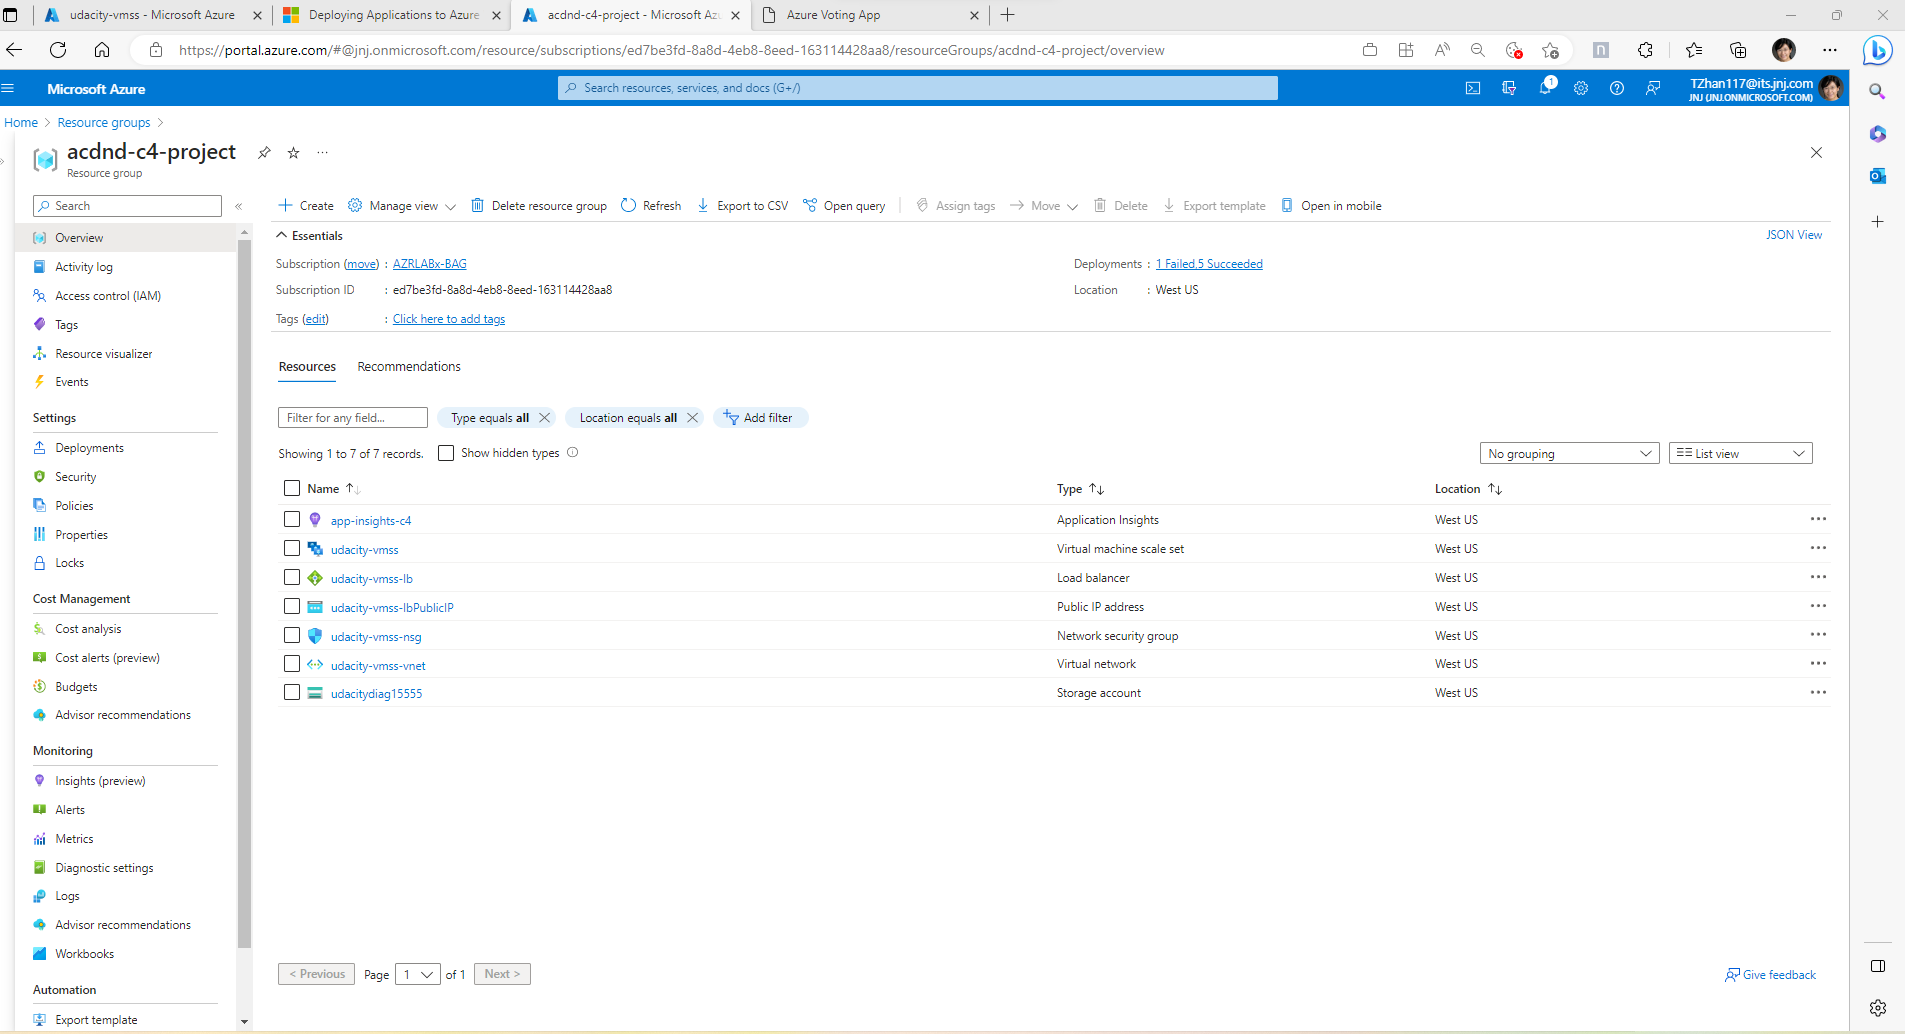 udacity-vmss - Microsoft Azure
Deploying Applications to Azure
acdnd-c4-project - Microsoft Az
Azure Voting App
https://portal.azure.com/#@jnj.onmicrosoft.com/resource/subscriptions/ed7be3fd-8a8d-4eb8-8eed-163114428aa8/resourceGroups/acdnd-c4-project/overview
Microsoft Azure
Search resources, services, and docs (G+/)
1
TZhan117@its.jnj.com
JNJ (JNJ.ONMICROSOFT.COM)
Home > Resource groups >
acdnd-c4-project
Resource group
Search
Create Manage view Delete resource group Refresh Export to CSV Open query Assign tags Move Delete Export template Open in mobile
Essentials
JSON View
Subscription (move) : AZRLABx-BAG
Deployments : 1 Failed,5 Succeeded
Subscription ID : ed7be3fd-8a8d-4eb8-8eed-163114428aa8
Location : West US
Tags (edit) : Click here to add tags
Overview
Activity log
Access control (IAM)
Tags
Resource visualizer
Events
Settings
Deployments
Security
Policies
Properties
Locks
Cost Management
Cost analysis
Cost alerts (preview)
Budgets
Advisor recommendations
Monitoring
Insights (preview)
Alerts
Metrics
Diagnostic settings
Logs
Advisor recommendations
Workbooks
Automation
Export template
Resources Recommendations
Filter for any field...
Type equals all
Location equals all
Add filter
Showing 1 to 7 of 7 records.
Show hidden types
No grouping
List view
Name Type Location
app-insights-c4 Application Insights West US
udacity-vmss Virtual machine scale set West US
udacity-vmss-lb Load balancer West US
udacity-vmss-lbPublicIP Public IP address West US
udacity-vmss-nsg Network security group West US
udacity-vmss-vnet Virtual network West US
udacitydiag15555 Storage account West US
< Previous Page 1 of 1 Next >
Give feedback